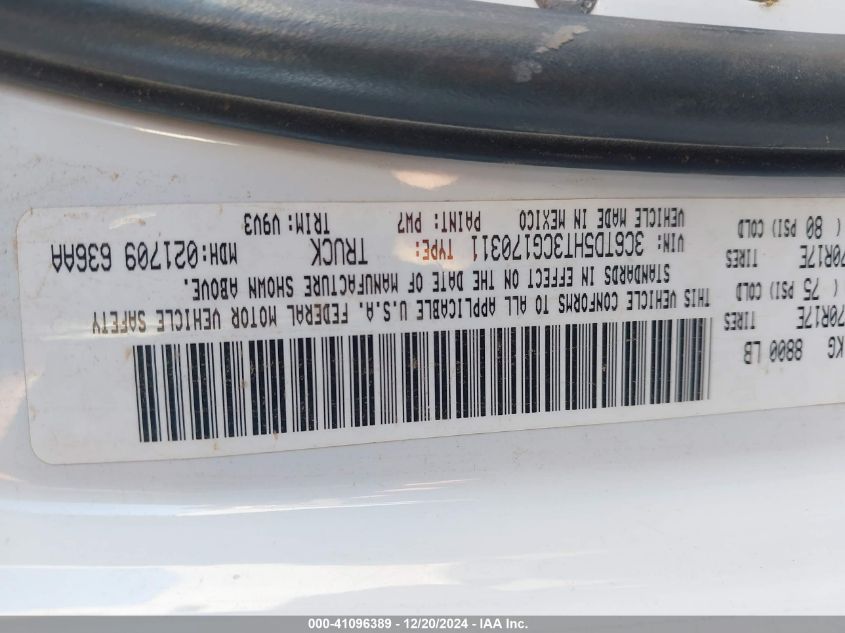 KG 8800 LB
70R17E TIRES
( 75 PSI) COLD
70R17E TIRES
( 80 PSI) COLD
THIS VEHICLE CONFORMS TO ALL APPLICABLE U.S.A. FEDERAL MOTOR VEHICLE SAFETY
STANDARDS IN EFFECT ON THE DATE OF MANUFACTURE SHOWN ABOVE.
VIN: 3C6TD5HT3CG170311 TYPE: TRUCK MDH:021709 636AA
VEHICLE MADE IN MEXICO PAINT: PW7 TRIM: V9V3
000-41096389 - 12/20/2024 - IAA Inc.